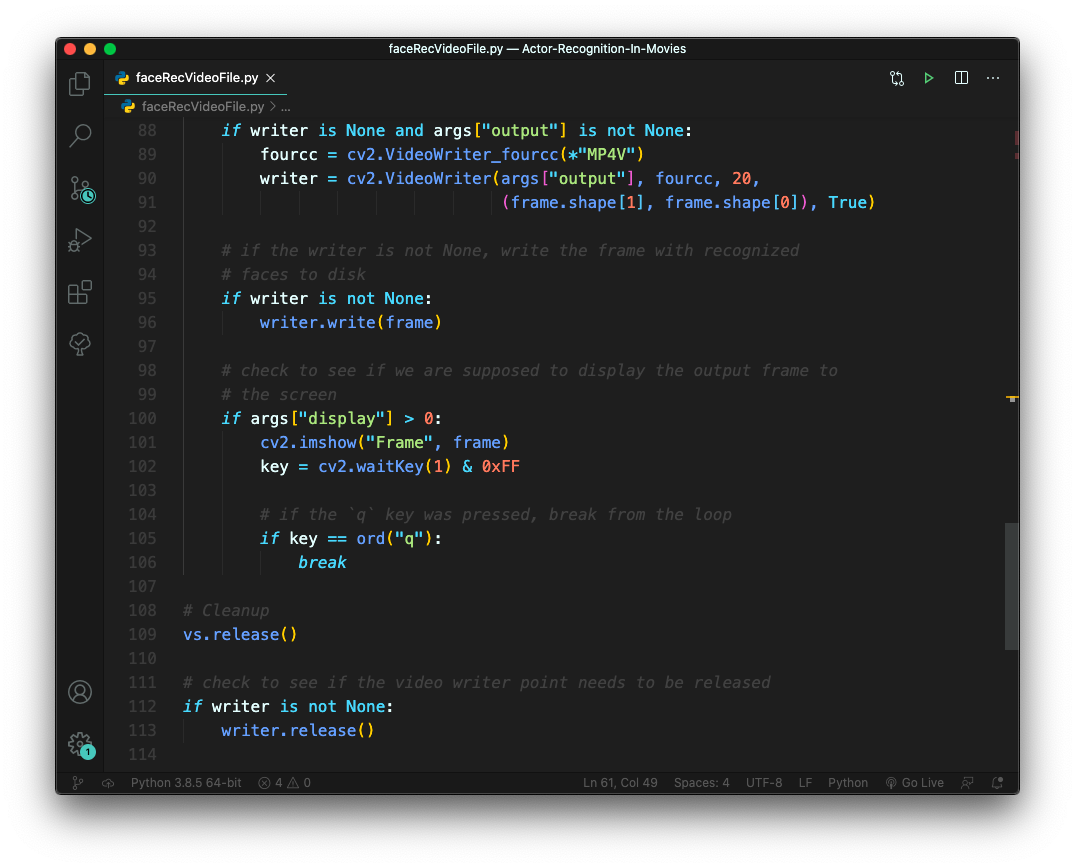 faceRecVideoFile.py — Actor-Recognition-In-Movies
faceRecVideoFile.py
faceRecVideoFile.py > ...
88 if writer is None and args["output"] is not None:
89 fourcc = cv2.VideoWriter_fourcc(*"MP4V")
90 writer = cv2.VideoWriter(args["output"], fourcc, 20,
91 (frame.shape[1], frame.shape[0]), True)
92
93 # if the writer is not None, write the frame with recognized
94 # faces to disk
95 if writer is not None:
96 writer.write(frame)
97
98 # check to see if we are supposed to display the output frame to
99 # the screen
100 if args["display"] > 0:
101 cv2.imshow("Frame", frame)
102 key = cv2.waitKey(1) & 0xFF
103
104 # if the `q` key was pressed, break from the loop
105 if key == ord("q"):
106 break
107
108 # Cleanup
109 vs.release()
110
111 # check to see if the video writer point needs to be released
112 if writer is not None:
113 writer.release()
114
1
Python 3.8.5 64-bit 4 0 Ln 61, Col 49 Spaces: 4 UTF-8 LF Python Go Live